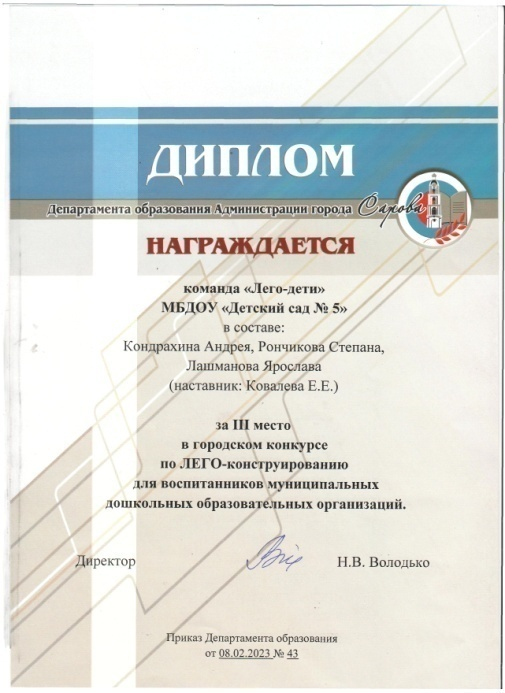 ДИПЛОМ
Департамента образования Администрации города Сарова
НАГРАЖДАЕТСЯ
команда «Лего-дети»
МБДОУ «Детский сад № 5»
в составе:
Кондрахина Андрея, Рончикова Степана,
Лашманова Ярослава
(наставник: Ковалева Е.Е.)
за III место
в городском конкурсе
по ЛЕГО-конструированию
для воспитанников муниципальных
дошкольных образовательных организаций.
Директор Н.В. Володько
Приказ Департамента образования
от 08.02.2023 № 43